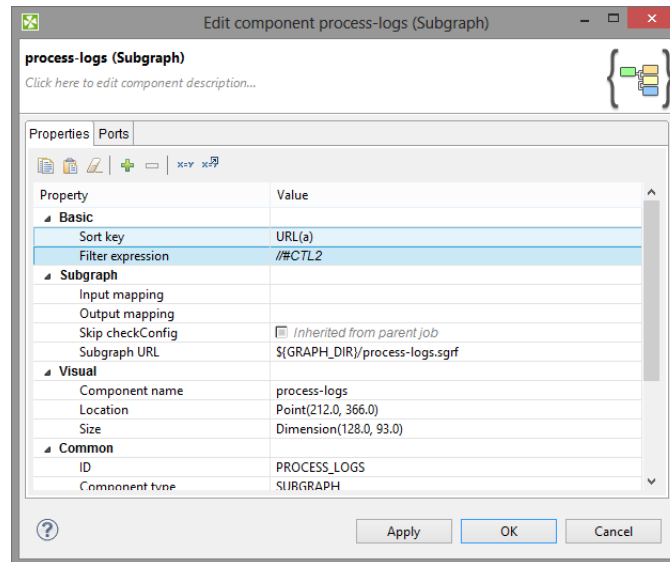 Edit component process-logs (Subgraph)
process-logs (Subgraph)
Click here to edit component description...
Properties Ports
x=y x=?
Property Value
Basic
Sort key URL(a)
Filter expression //#CTL2
Subgraph
Input mapping
Output mapping
Skip checkConfig Inherited from parent job
Subgraph URL ${GRAPH_DIR}/process-logs.sgrf
Visual
Component name process-logs
Location Point(212.0, 366.0)
Size Dimension(128.0, 93.0)
Common
ID PROCESS_LOGS
Component type SUBGRAPH
? Apply OK Cancel